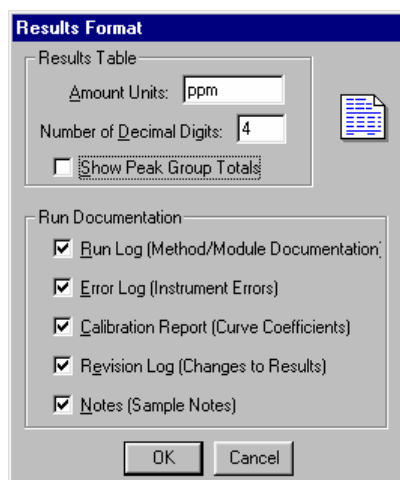 Results Format
Results Table
Amount Units: ppm
Number of Decimal Digits: 4
Show Peak Group Totals
Run Documentation
Run Log (Method/Module Documentation)
Error Log (Instrument Errors)
Calibration Report (Curve Coefficients)
Revision Log (Changes to Results)
Notes (Sample Notes)
OK Cancel